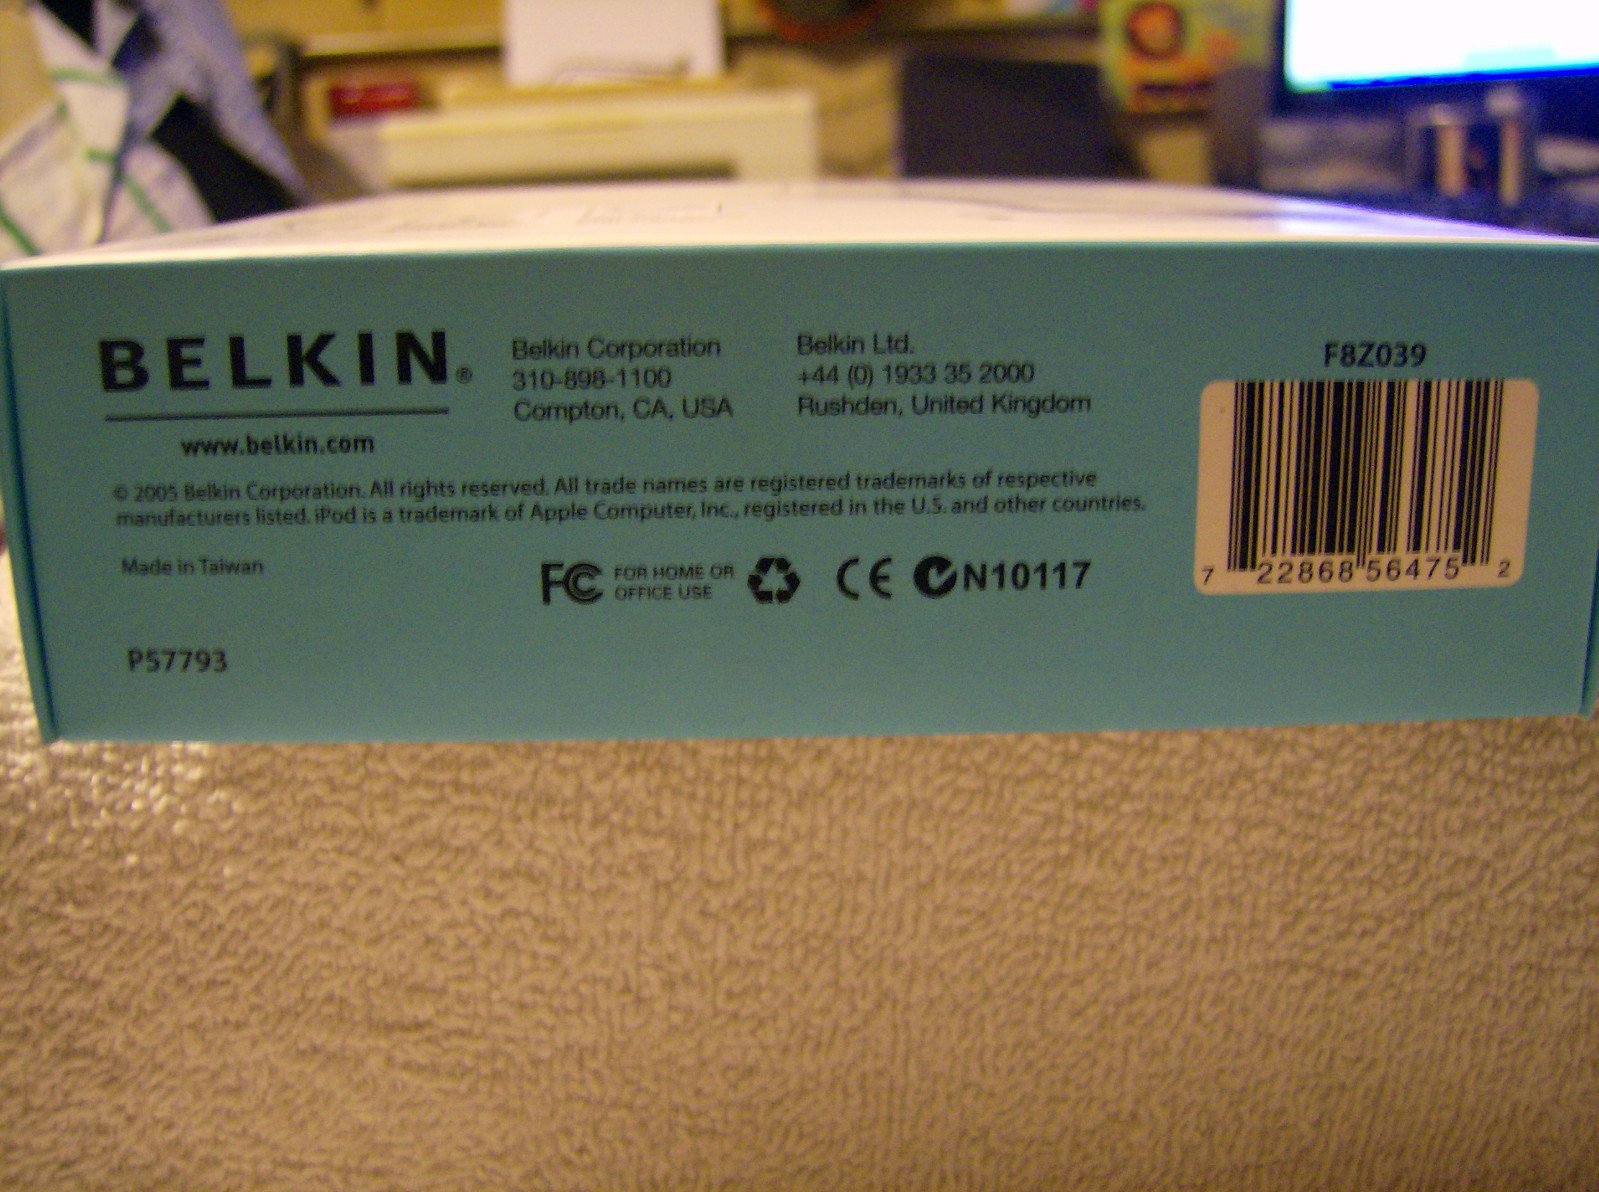 BELKIN®
www.belkin.com
Belkin Corporation
310-898-1100
Compton, CA, USA
Belkin Ltd.
+44 (0) 1933 35 2000
Rushden, United Kingdom
F8Z039
© 2005 Belkin Corporation. All rights reserved. All trade names are registered trademarks of respective
manufacturers listed. iPod is a trademark of Apple Computer, Inc., registered in the U.S. and other countries.
Made in Taiwan
FC FOR HOME OR
OFFICE USE
CE N10117
7 22868 56475 2
P57793